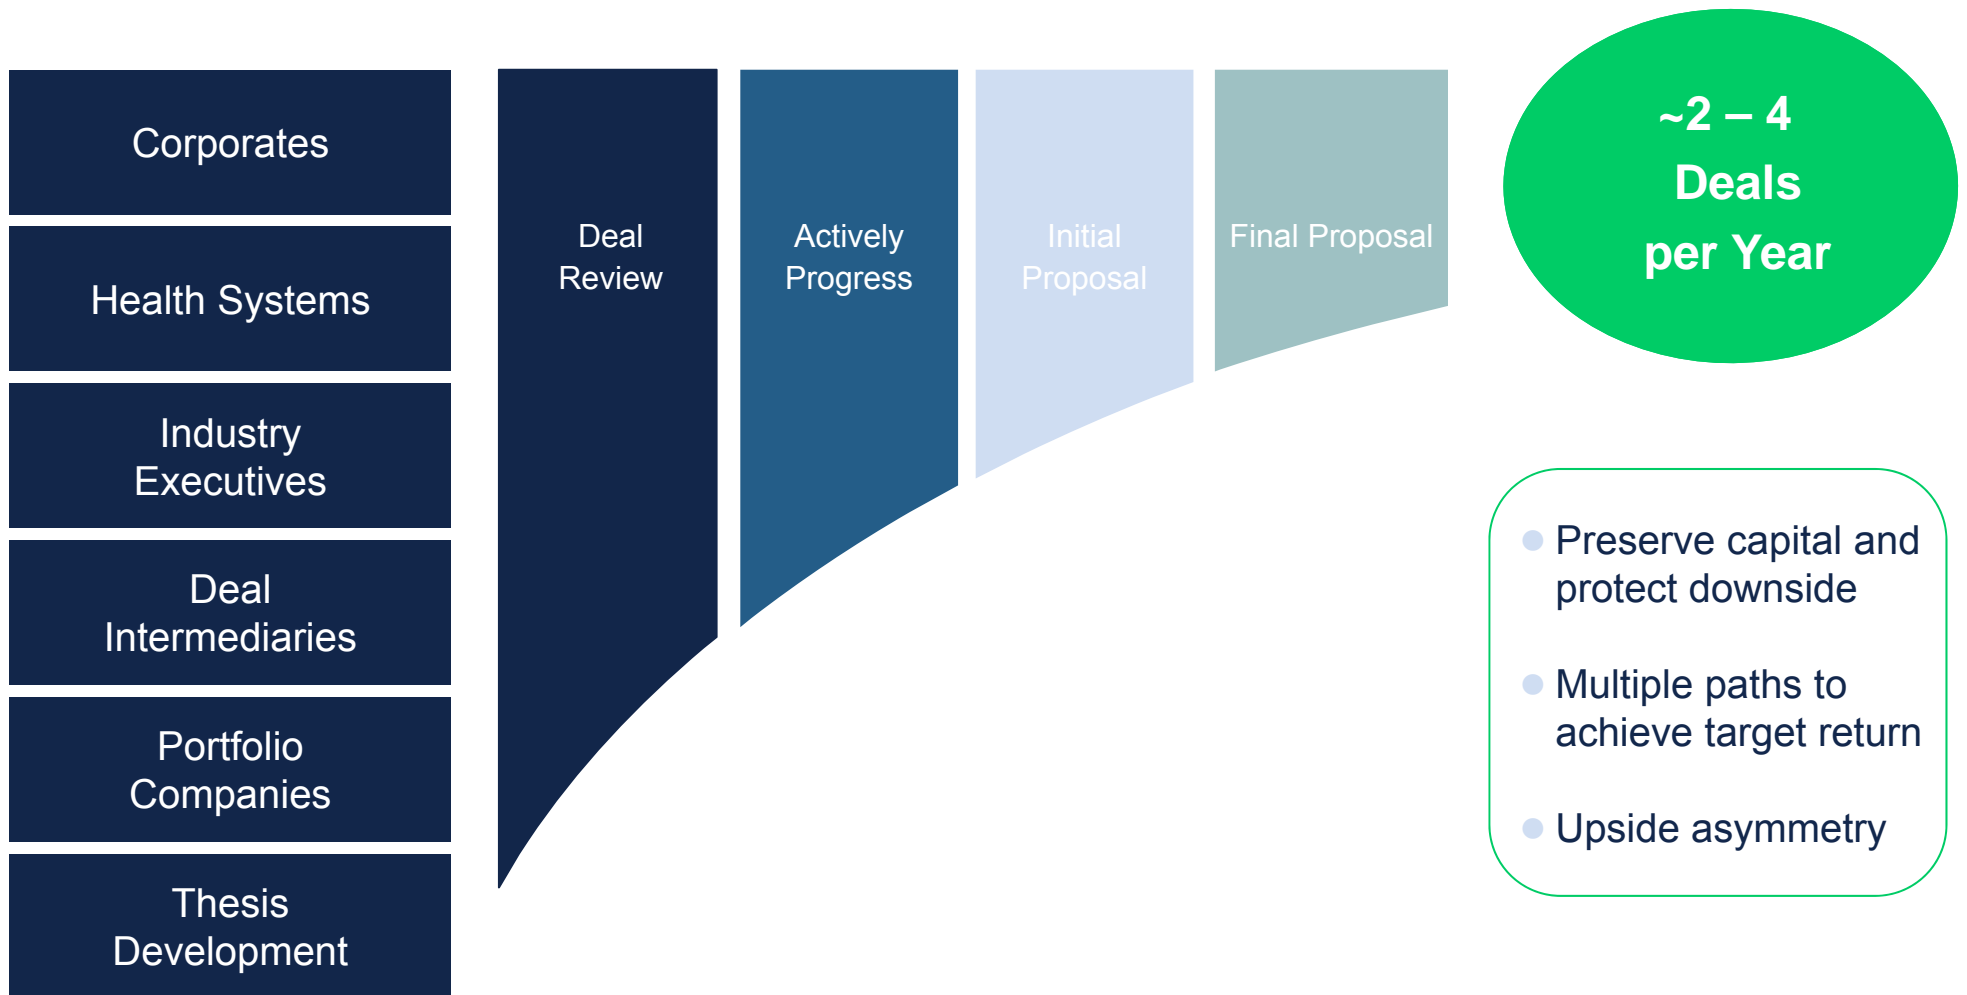 Corporates
Health Systems
Industry
Executives
Deal
Intermediaries
Portfolio
Companies
Thesis
Development
Deal
Review
Actively
Progress
Initial
Proposal
Final Proposal
~2 – 4
Deals
per Year
Preserve capital and
protect downside
Multiple paths to
achieve target return
Upside asymmetry